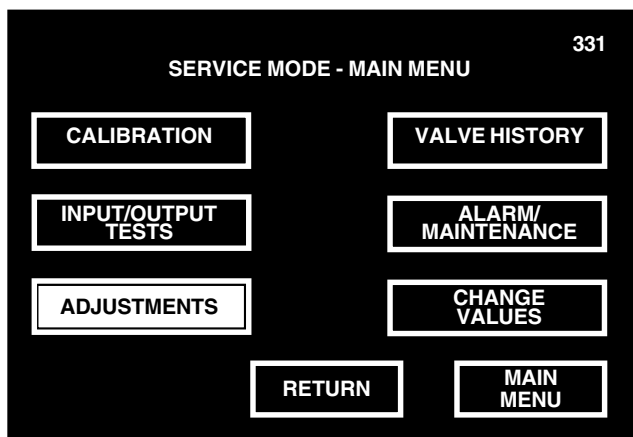 331
SERVICE MODE - MAIN MENU
CALIBRATION
VALVE HISTORY
INPUT/OUTPUT
TESTS
ALARM/
MAINTENANCE
ADJUSTMENTS
CHANGE
VALUES
RETURN
MAIN
MENU